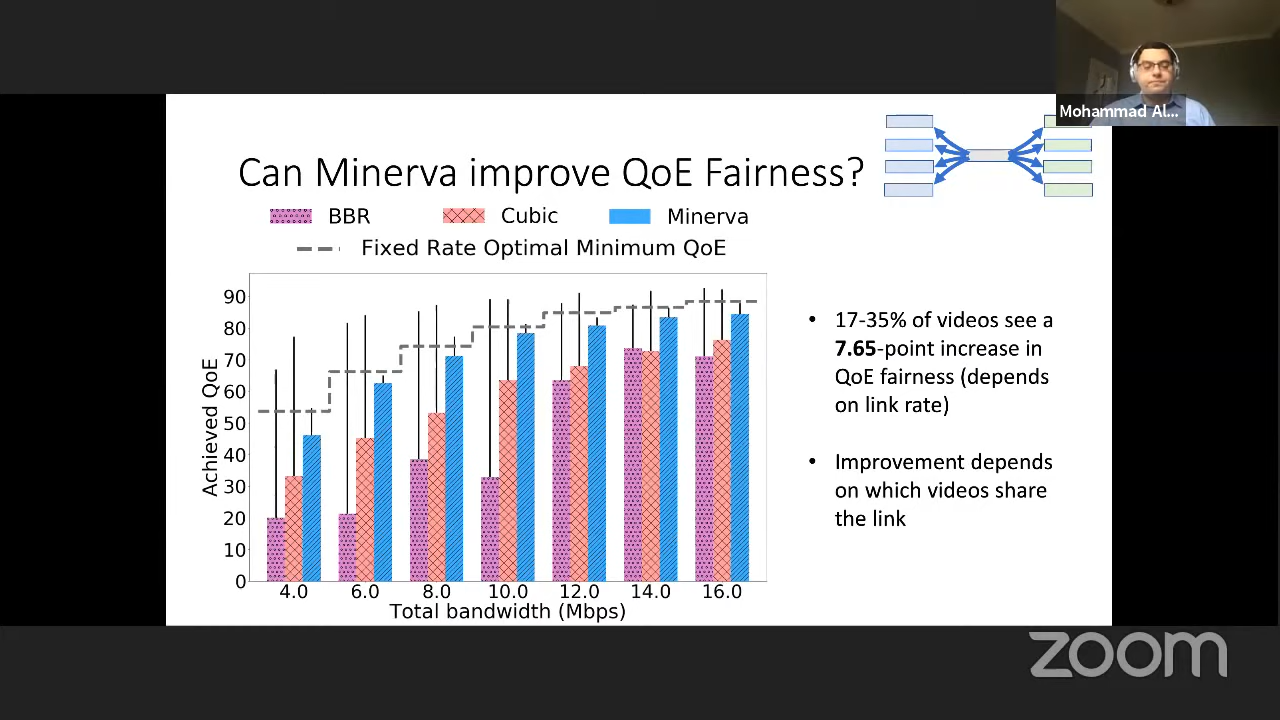 Mohammad Al...
Can Minerva improve QoE Fairness?
BBR
Cubic
Minerva
Fixed Rate Optimal Minimum QoE
Achieved QoE
90
80
70
60
50
40
30
20
10
0
4.0 6.0 8.0 10.0 12.0 14.0 16.0
Total bandwidth (Mbps)
• 17-35% of videos see a
7.65-point increase in
QoE fairness (depends
on link rate)
• Improvement depends
on which videos share
the link
zoom